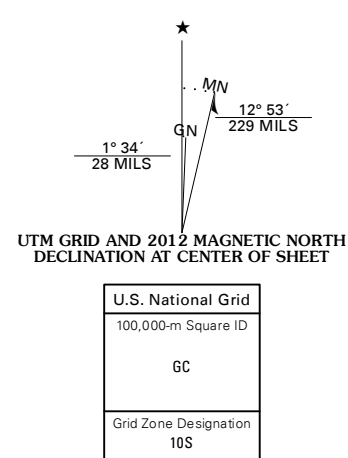 ★
MN
12° 53´
229 MILS
GN
1° 34´
28 MILS
UTM GRID AND 2012 MAGNETIC NORTH
DECLINATION AT CENTER OF SHEET
U.S. National Grid
100,000-m Square ID
GC
Grid Zone Designation
10S